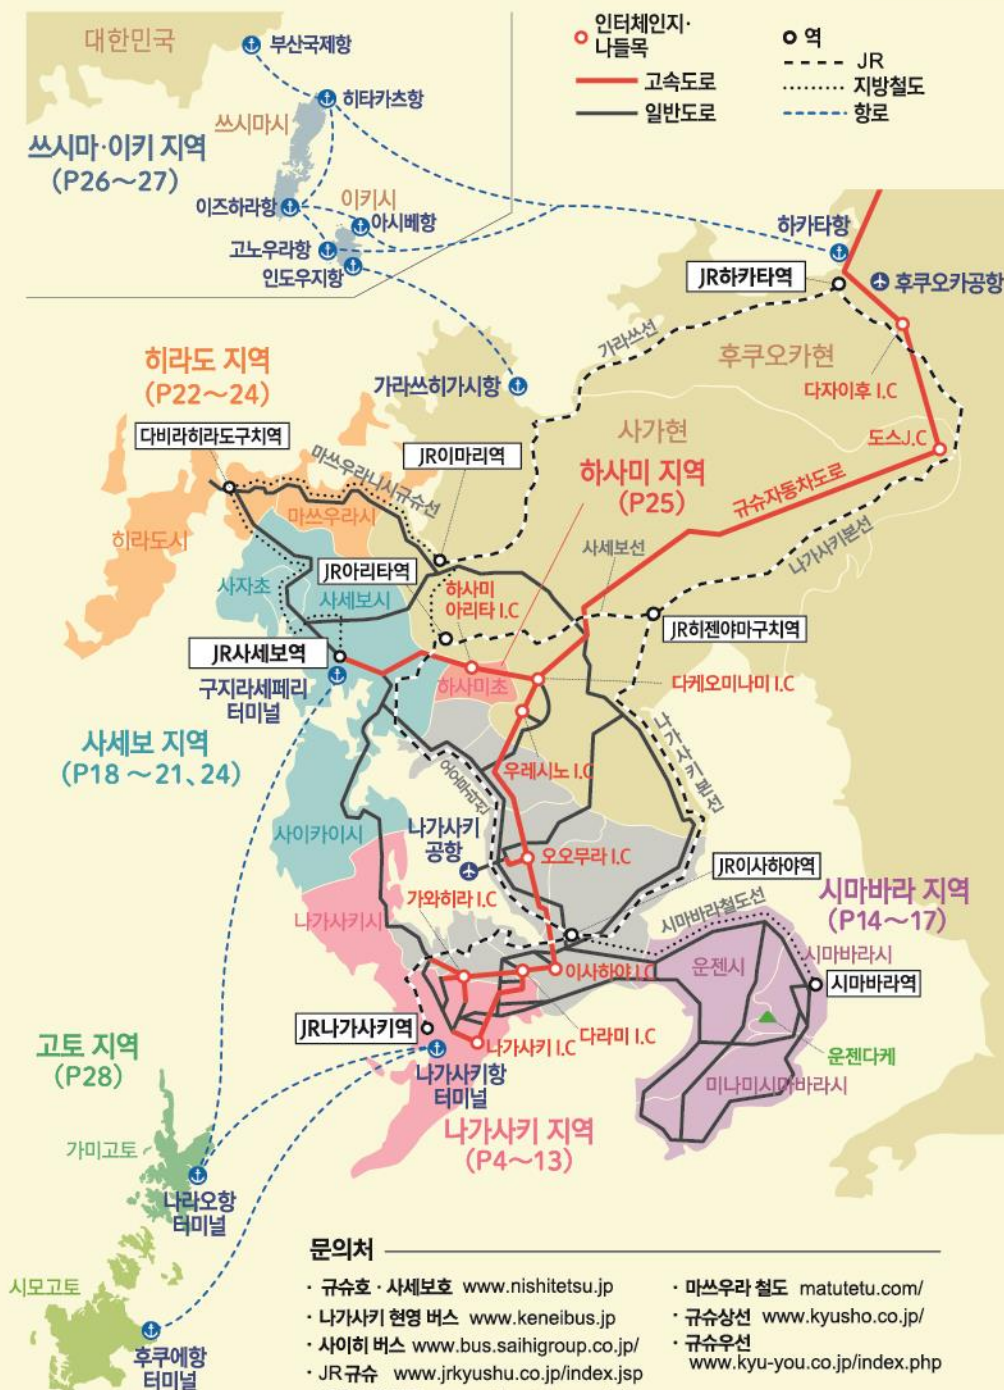 대한민국
부산국제항
히타카츠항
쓰시마시
쓰시마·이키 지역
(P26～27)
이즈하라항
이키시
아시베항
고노우라항
인도우지항
인터체인지·
나들목
고속도로
일반도로
역
JR
지방철도
항로
하카타항
JR하카타역
후쿠오카공항
가라쓰선
후쿠오카현
다자이후 I.C
도스J.C
히라도 지역
(P22～24)
가라쓰히가시항
다비라히라도구치역
JR이마리역
사가현
하사미 지역
(P25)
규슈자동차도로
마쓰우라니시규슈선
마쓰우라시
히라도시
사세보선
나가사키본선
JR아리타역
하사미
아리타 I.C
사자초
사세보시
JR히젠야마구치역
JR사세보역
구지라세페리
터미널
하사미초
다케오미나미 I.C
사세보 지역
(P18 ～ 21、24)
우레시노 I.C
나가사키본선
사이카이시
나가사키
공항
오오무라 I.C
JR이사하야역
가와히라 I.C
나가사키시
시마바라철도선
시마바라 지역
(P14～17)
시마바라시
운젠시
이사하야 I.C
시마바라역
JR나가사키역
나가사키 I.C
다라미 I.C
운젠다케
미나미시마바라시
나가사키항
터미널
나가사키 지역
(P4～13)
고토 지역
(P28)
가미고토
나라오항
터미널
시모고토
후쿠에항
터미널
문의처
· 규슈호 · 사세보호 www.nishitetsu.jp
· 나가사키 현영 버스 www.keneibus.jp
· 사이히 버스 www.bus.saihigroup.co.jp/
· JR규슈 www.jrkyushu.co.jp/index.jsp
· 마쓰우라 철도 matutetu.com/
· 규슈상선 www.kyusho.co.jp/
· 규슈우선
www.kyu-you.co.jp/index.php